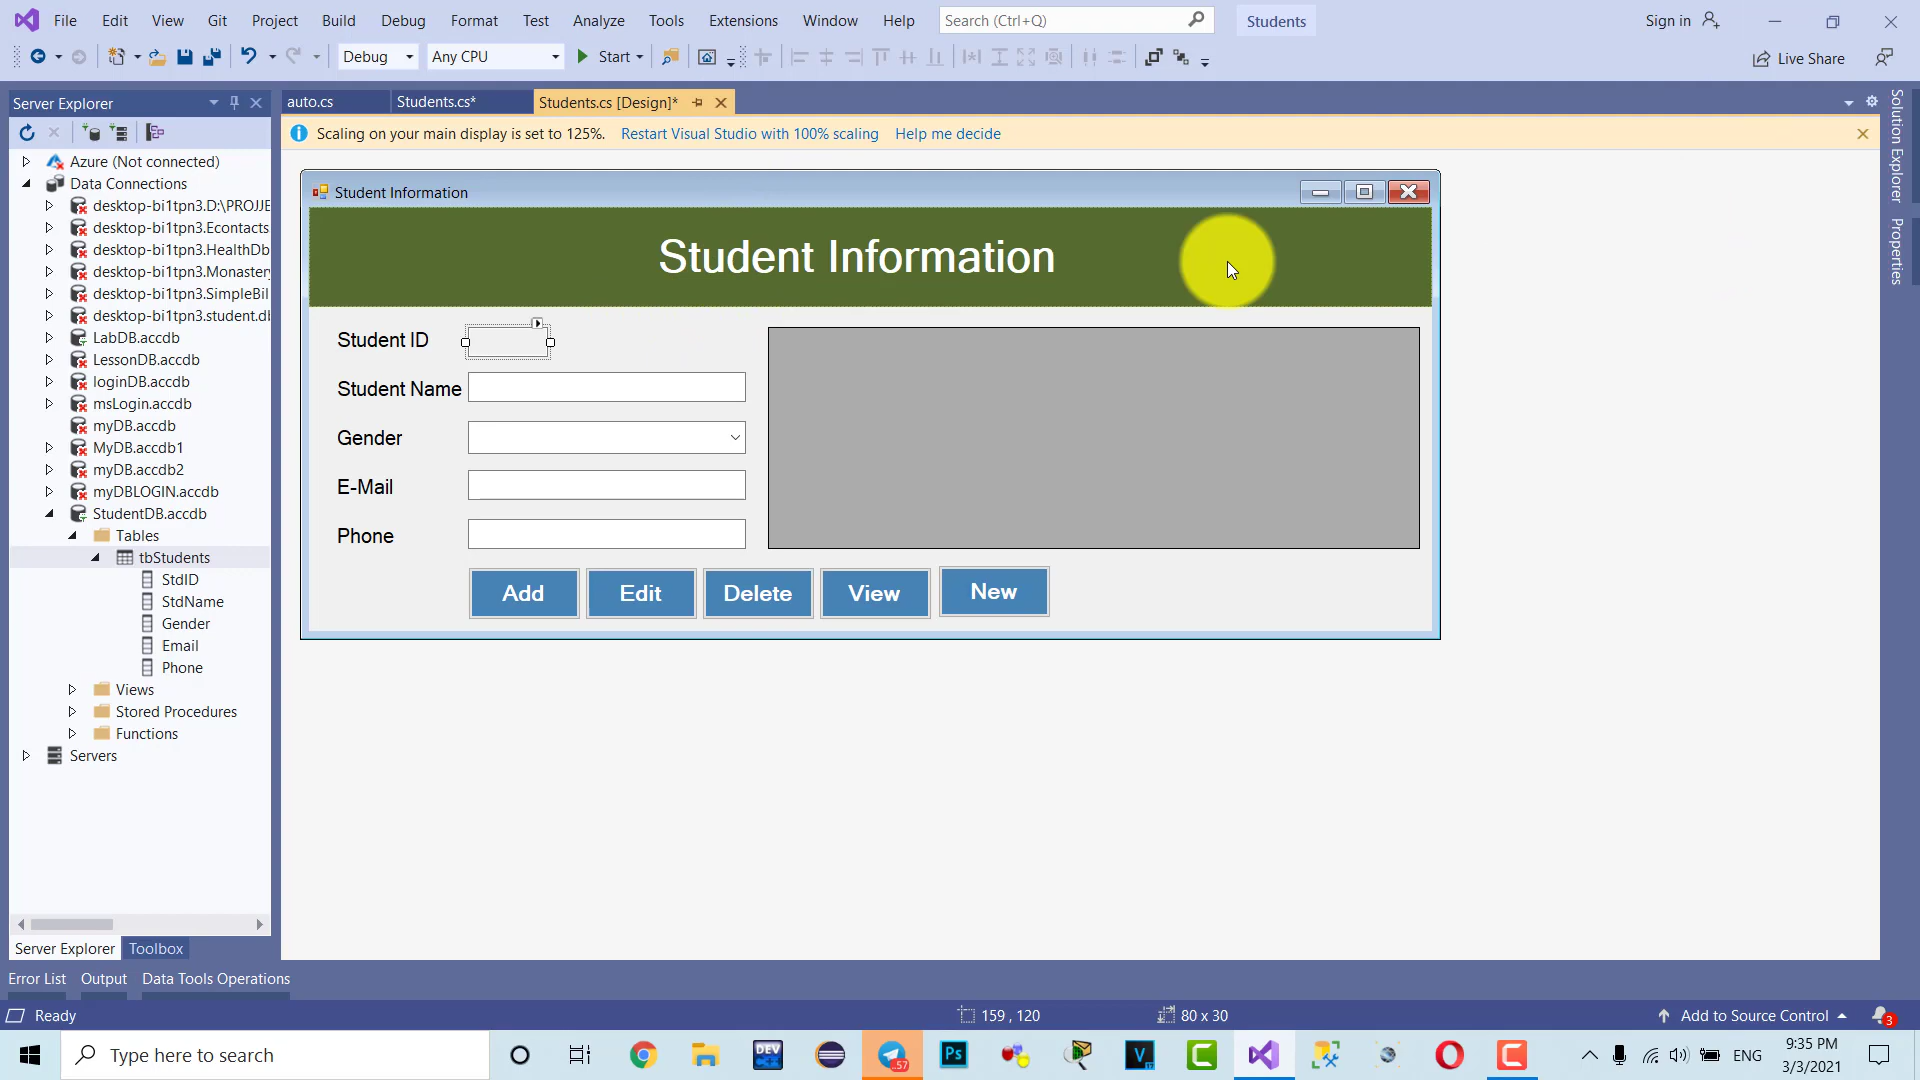 File Edit View Git Project Build Debug Format Test Analyze Tools Extensions Window Help Search (Ctrl+Q) Students Sign in
Debug Any CPU Start Live Share
Server Explorer
auto.cs Students.cs* Students.cs [Design]*
Scaling on your main display is set to 125%. Restart Visual Studio with 100% scaling Help me decide
Azure (Not connected)
Data Connections
desktop-bi1tpn3.D:\PROJJE
desktop-bi1tpn3.Econtacts
desktop-bi1tpn3.HealthDb
desktop-bi1tpn3.Monastery
desktop-bi1tpn3.SimpleBil
desktop-bi1tpn3.student.db
LabDB.accdb
LessonDB.accdb
loginDB.accdb
msLogin.accdb
myDB.accdb
MyDB.accdb1
myDB.accdb2
myDBLOGIN.accdb
StudentDB.accdb
Tables
tbStudents
StdID
StdName
Gender
Email
Phone
Views
Stored Procedures
Functions
Servers
Server Explorer Toolbox
Student Information
Student Information
Student ID
Student Name
Gender
E-Mail
Phone
Add Edit Delete View New
Solution Explorer
Properties
Error List Output Data Tools Operations
Ready 159 , 120 80 x 30 Add to Source Control 3
Type here to search
DEV
57
Ps
V
C
C
ENG
9:35 PM
3/3/2021